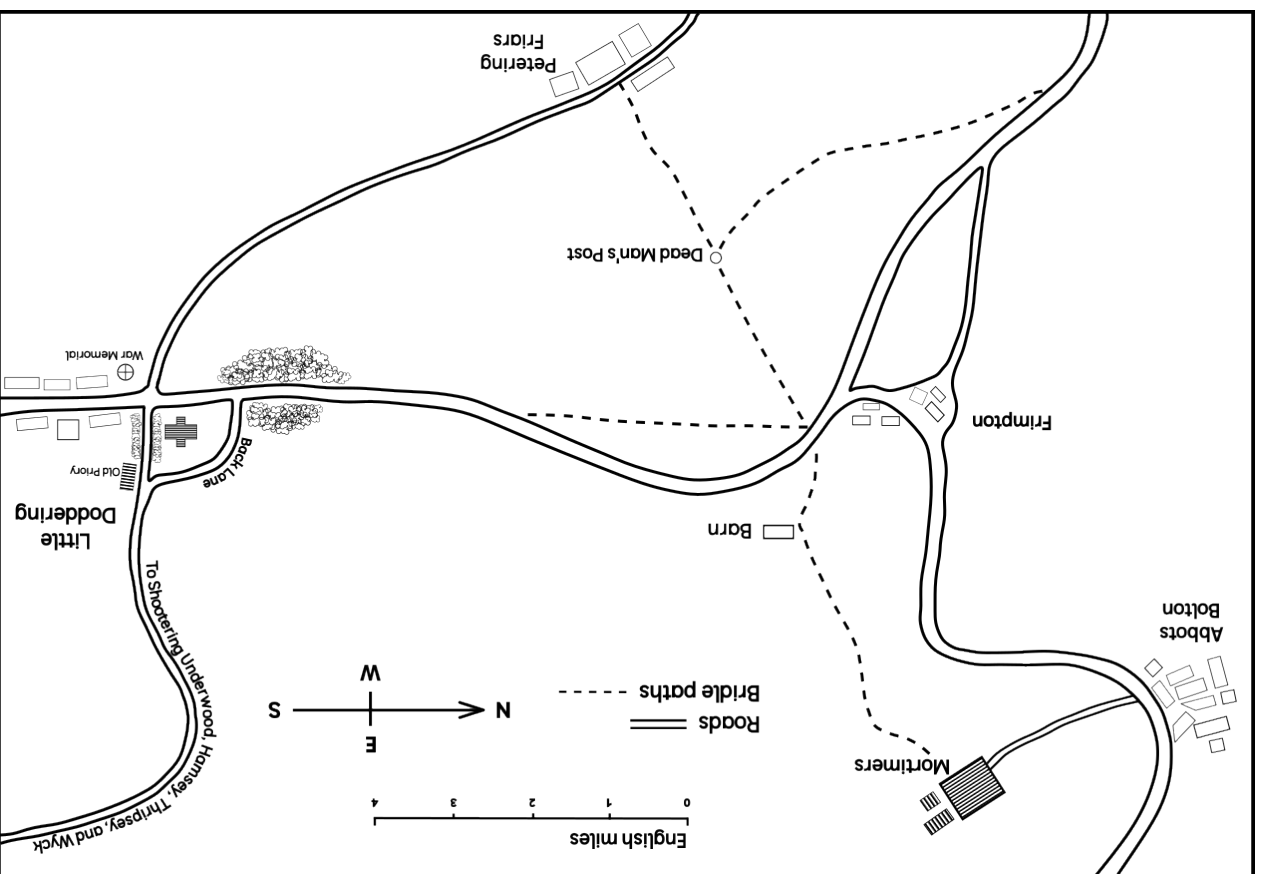 English miles
0 1 2 3 4
Mortimers
E
N
S
W
Roads
Bridle paths
Abbots
Bolton
To Shootering Underwood, Hamsey, Thripsey, and Wyck
Barn
Little
Doddering
Old Priory
Back Lane
Frimpton
War Memorial
Dead Man's Post
Petering
Friars